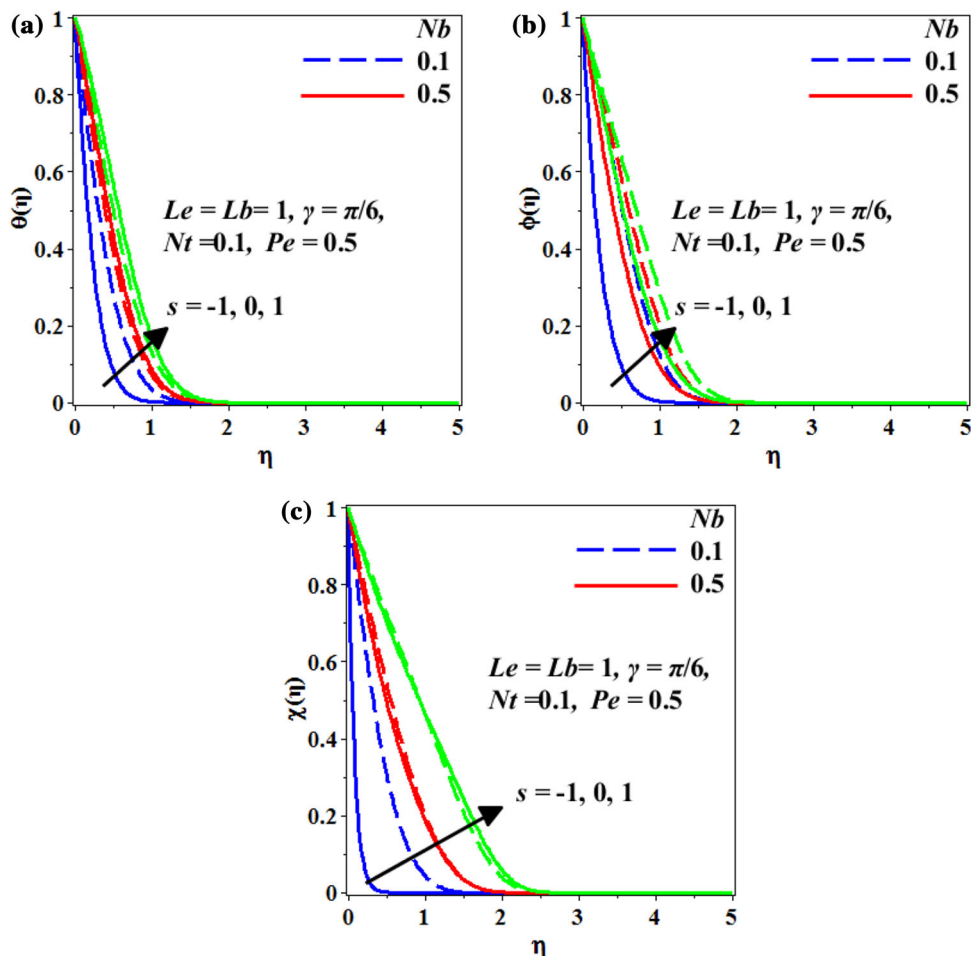 (a)
1
0.8
0.6
0.4
0.2
0
θ(η)
Nb
0.1
0.5
Le = Lb= 1, γ = π/6,
Nt =0.1, Pe = 0.5
s = -1, 0, 1
0 1 2 3 4 5
η
(b)
1
0.8
0.6
0.4
0.2
0
ϕ(η)
Nb
0.1
0.5
Le = Lb= 1, γ = π/6,
Nt =0.1, Pe = 0.5
s = -1, 0, 1
0 1 2 3 4 5
η
(c)
1
0.8
0.6
0.4
0.2
0
χ(η)
Nb
0.1
0.5
Le = Lb= 1, γ = π/6,
Nt =0.1, Pe = 0.5
s = -1, 0, 1
0 1 2 3 4 5
η